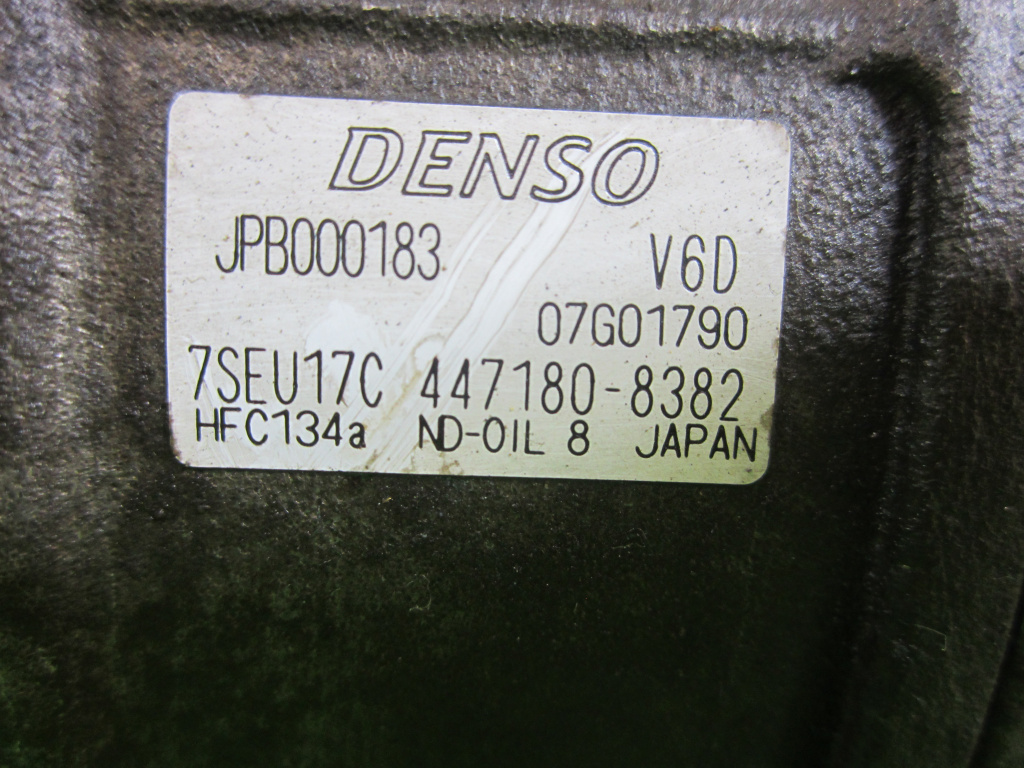 DENSO
JPB000183 V6D
07G01790
7SEU17C 447180-8382
HFC134a ND-OIL 8 JAPAN